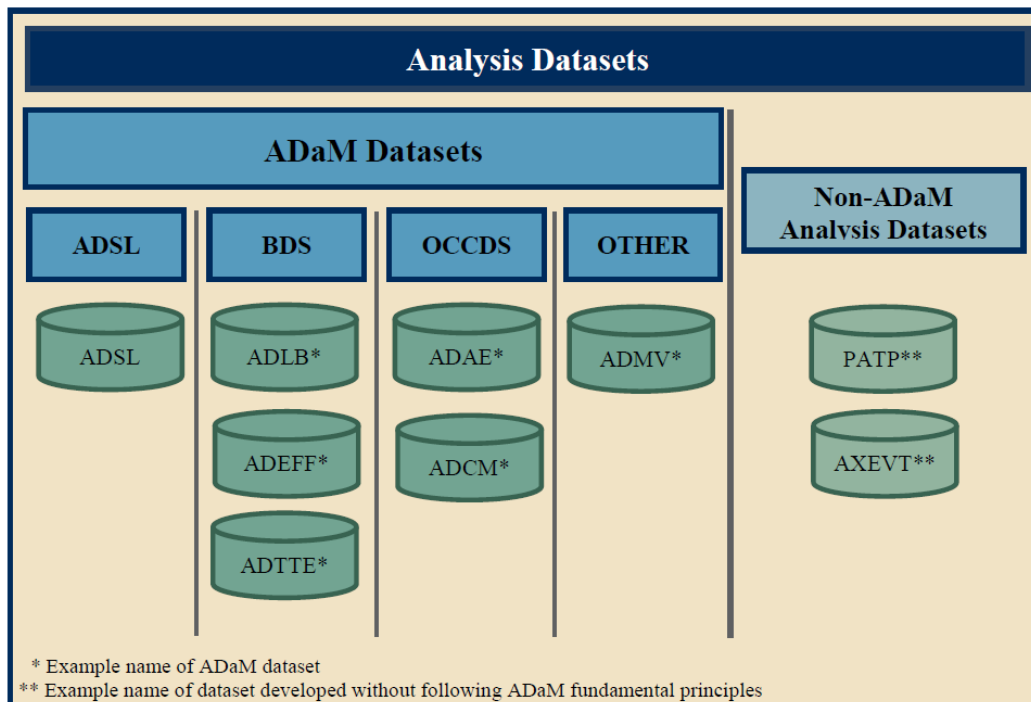 Analysis Datasets
ADaM Datasets
Non-ADaM
Analysis Datasets
ADSL
BDS
OCCDS
OTHER
ADSL
ADLB*
ADAE*
ADMV*
PATP**
ADEFF*
ADCM*
AXEVT**
ADTTE*
* Example name of ADaM dataset
** Example name of dataset developed without following ADaM fundamental principles